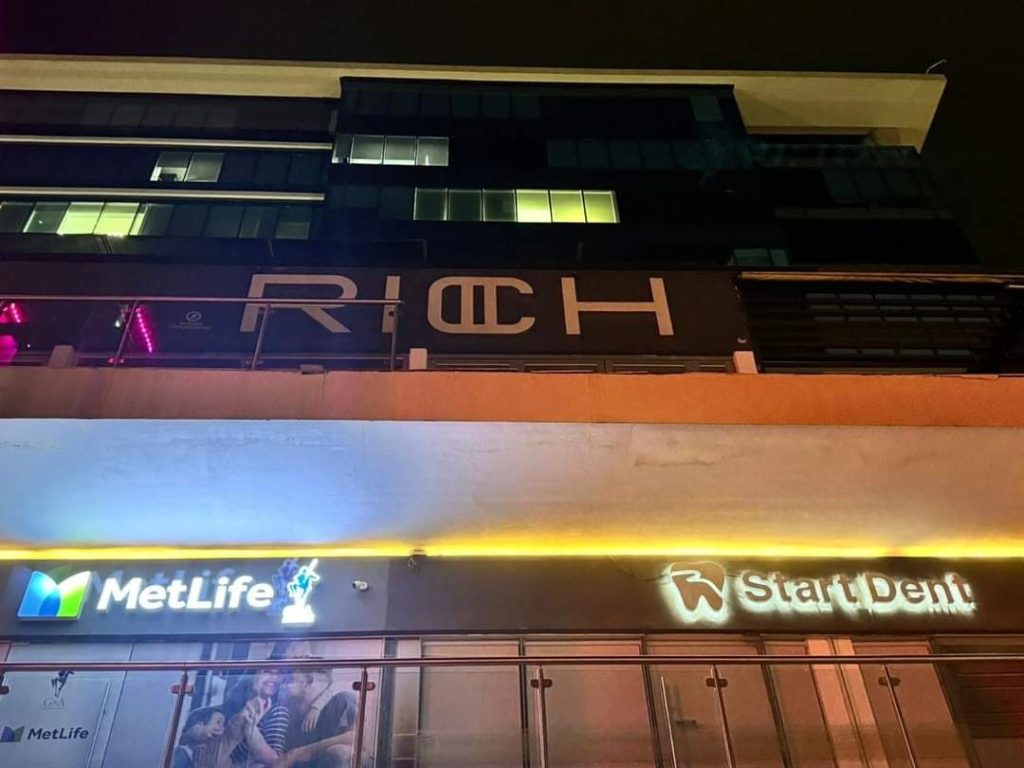 RICH
MetLife
Start Dent
G&A
MetLife